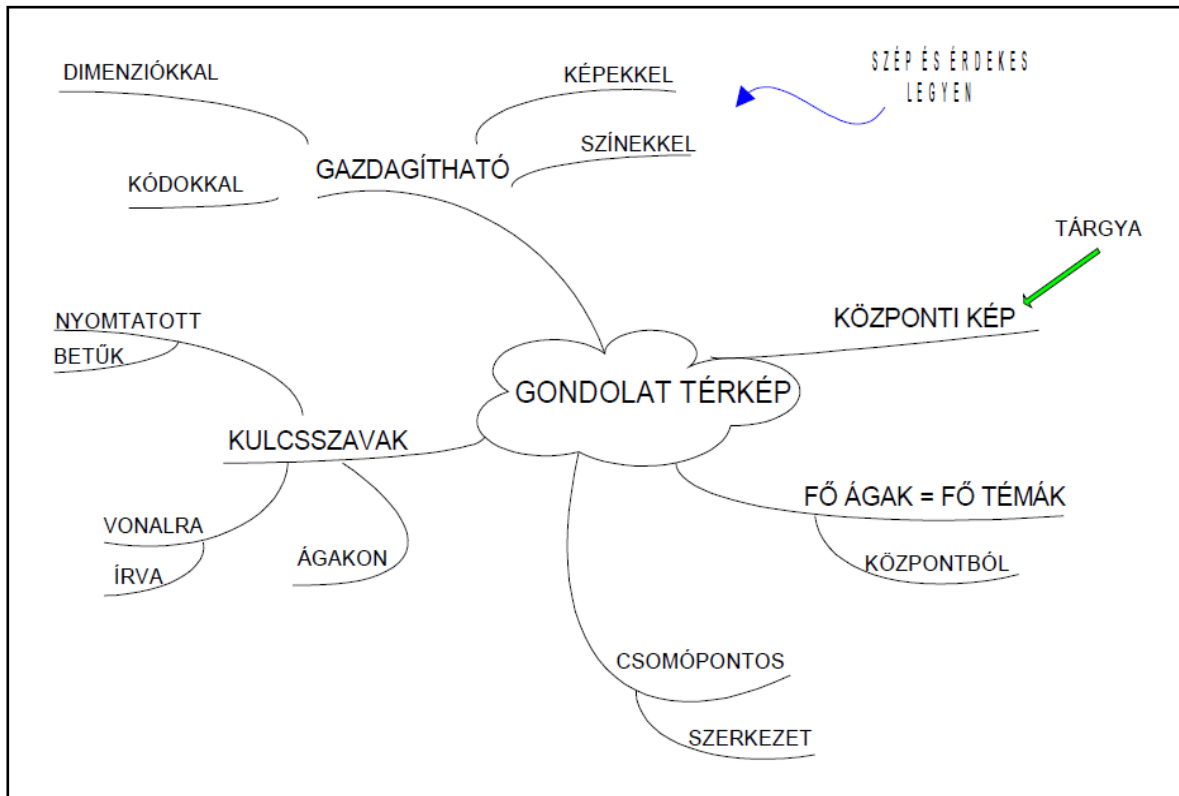 DIMENZIÓKKAL
KÉPEKKEL
SZÉP ÉS ÉRDEKES
LEGYEN
GAZDAGÍTHATÓ
SZÍNEKKEL
KÓDOKKAL
TÁRGYA
KÖZPONTI KÉP
NYOMTATOTT
BETŰK
GONDOLAT TÉRKÉP
KULCSSZAVAK
VONALRA
ÍRVA
ÁGAKON
FŐ ÁGAK = FŐ TÉMÁK
KÖZPONTBÓL
CSOMÓPONTOS
SZERKEZET